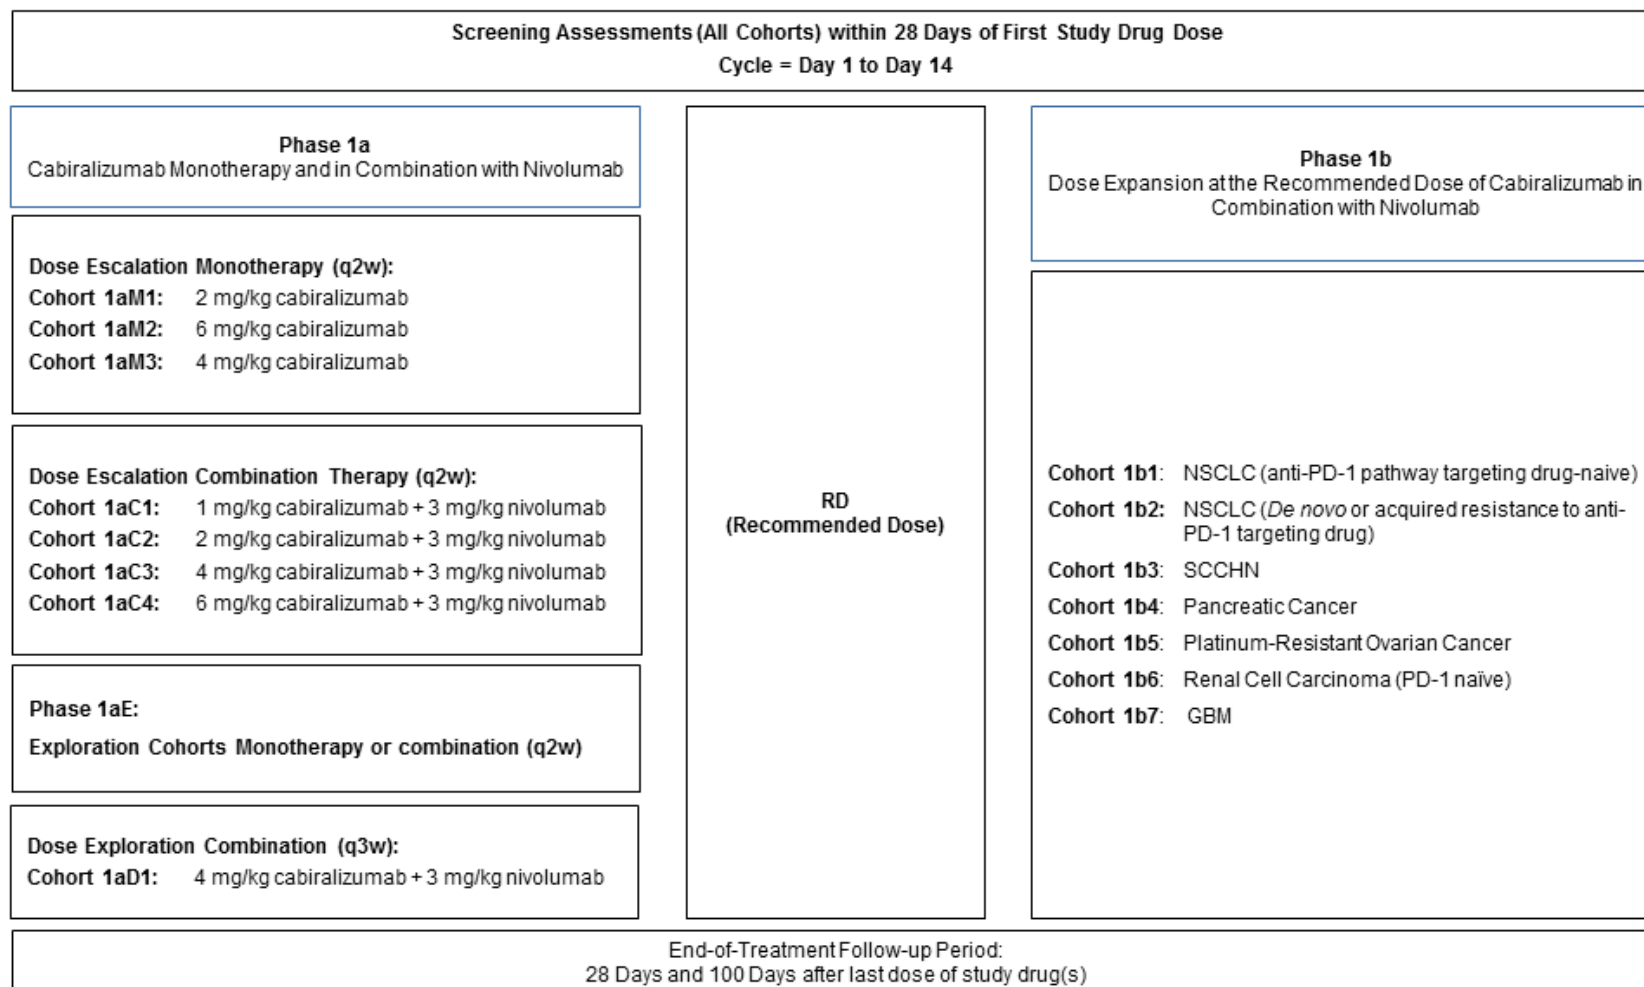 Screening Assessments (All Cohorts) within 28 Days of First Study Drug Dose
Cycle = Day 1 to Day 14
Phase 1a
Cabiralizumab Monotherapy and in Combination with Nivolumab
Dose Escalation Monotherapy (q2w):
Cohort 1aM1: 2 mg/kg cabiralizumab
Cohort 1aM2: 6 mg/kg cabiralizumab
Cohort 1aM3: 4 mg/kg cabiralizumab
Dose Escalation Combination Therapy (q2w):
Cohort 1aC1: 1 mg/kg cabiralizumab + 3 mg/kg nivolumab
Cohort 1aC2: 2 mg/kg cabiralizumab + 3 mg/kg nivolumab
Cohort 1aC3: 4 mg/kg cabiralizumab + 3 mg/kg nivolumab
Cohort 1aC4: 6 mg/kg cabiralizumab + 3 mg/kg nivolumab
Phase 1aE:
Exploration Cohorts Monotherapy or combination (q2w)
Dose Exploration Combination (q3w):
Cohort 1aD1: 4 mg/kg cabiralizumab + 3 mg/kg nivolumab
RD
(Recommended Dose)
Phase 1b
Dose Expansion at the Recommended Dose of Cabiralizumab in
Combination with Nivolumab
Cohort 1b1: NSCLC (anti-PD-1 pathway targeting drug-naive)
Cohort 1b2: NSCLC (De novo or acquired resistance to anti-
PD-1 targeting drug)
Cohort 1b3: SCCHN
Cohort 1b4: Pancreatic Cancer
Cohort 1b5: Platinum-Resistant Ovarian Cancer
Cohort 1b6: Renal Cell Carcinoma (PD-1 naïve)
Cohort 1b7: GBM
End-of-Treatment Follow-up Period:
28 Days and 100 Days after last dose of study drug(s)